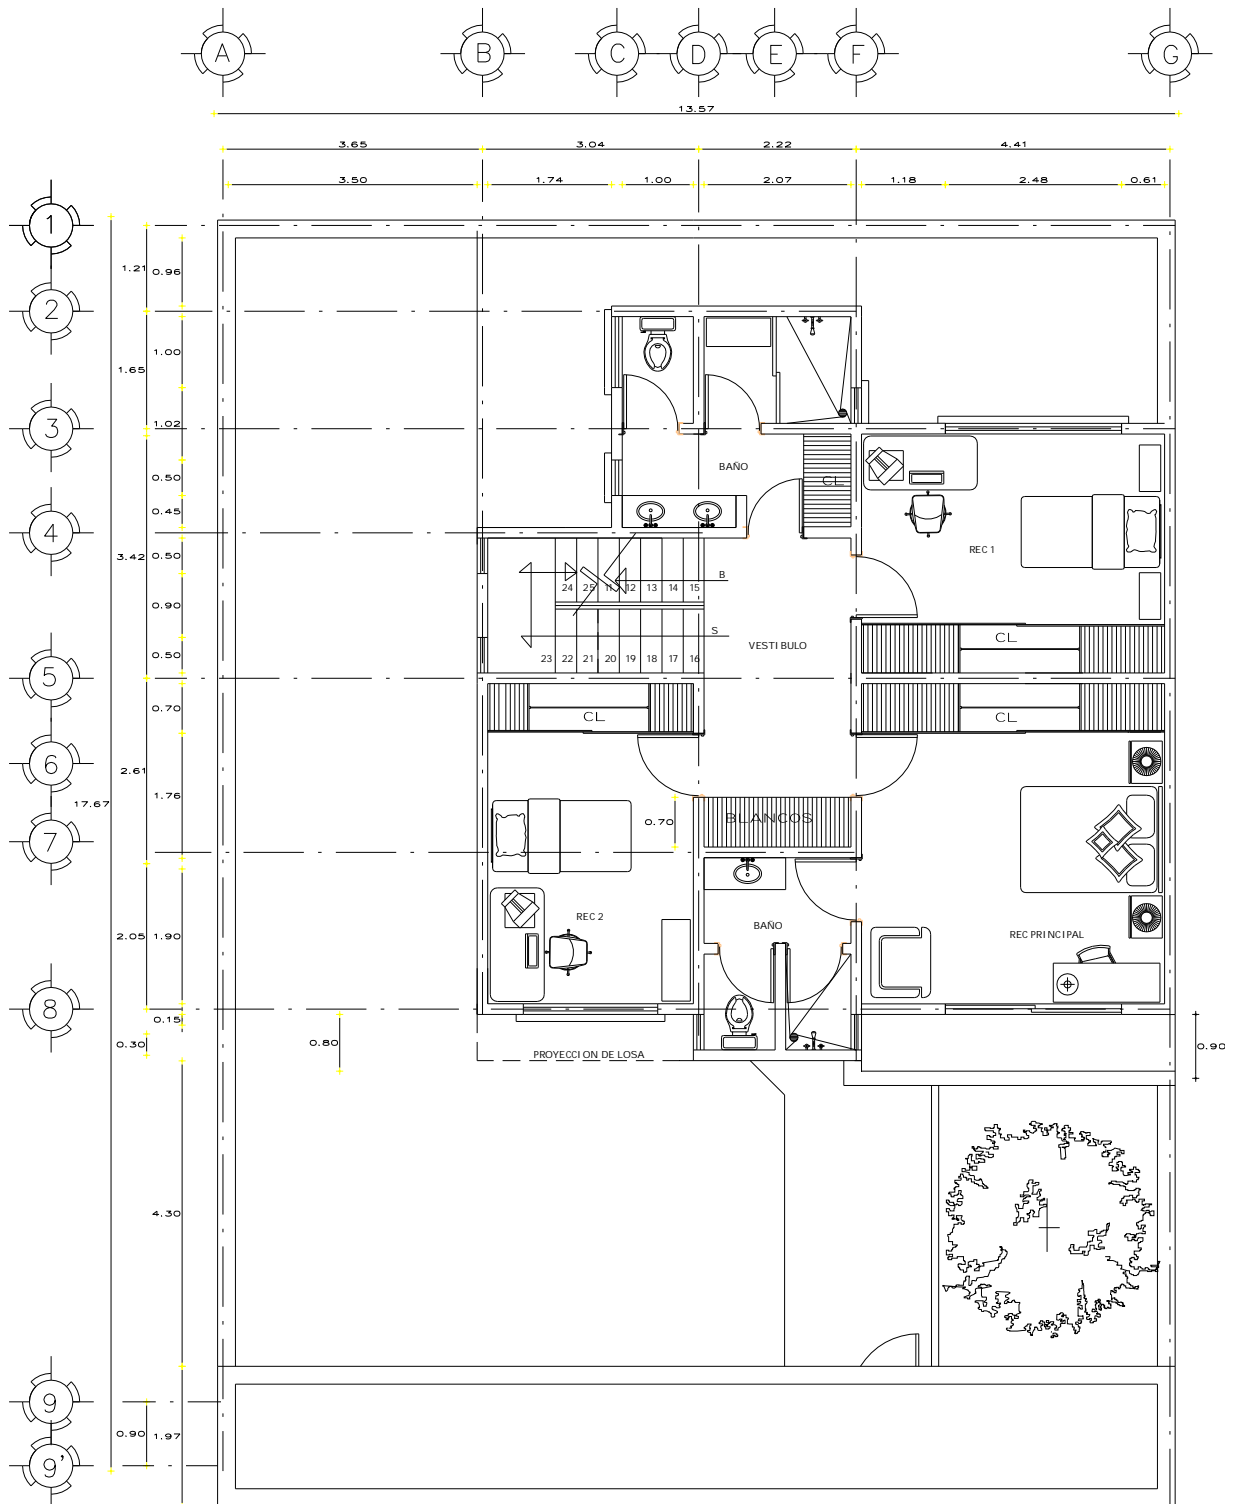 A B C D E F G
13.57
3.65 3.04 2.22 4.41
3.50 1.74 1.00 2.07 1.18 2.48 0.61
1
1.21 0.96
2
1.00
1.65
3
1.02
BAÑO
0.50
CL
0.45
4
3.42 0.50
REC 1
B
24 25 11 12 13 14 15
0.90
S
VESTIBULO
CL
0.50
23 22 21 20 19 18 17 16
5
0.70
CL
CL
6
2.61
1.76
17.67
0.70
BLANCOS
7
REC 2
BAÑO
2.05 1.90
REC PRINCIPAL
8
0.15
0.30
0.80
PROYECCION DE LOSA
0.90
4.30
9
0.90 1.97
9'